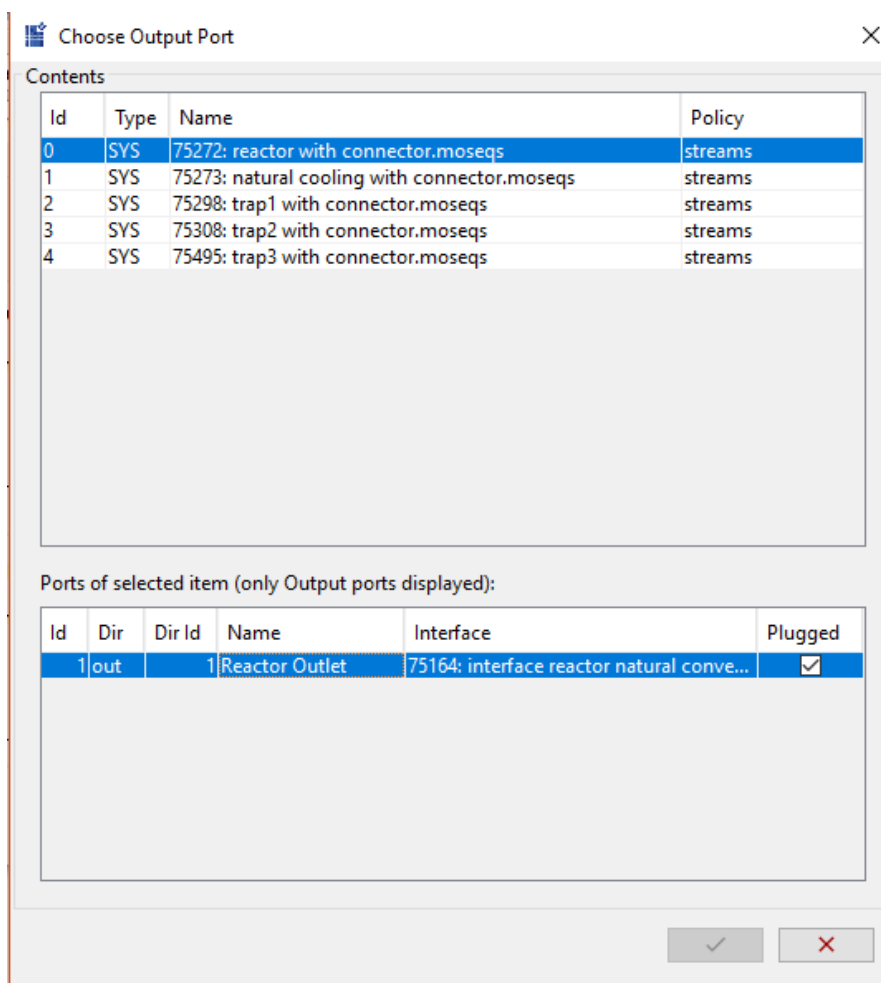 Choose Output Port
Contents
Id Type Name Policy
0 SYS 75272: reactor with connector.moseqs streams
1 SYS 75273: natural cooling with connector.moseqs streams
2 SYS 75298: trap1 with connector.moseqs streams
3 SYS 75308: trap2 with connector.moseqs streams
4 SYS 75495: trap3 with connector.moseqs streams
Ports of selected item (only Output ports displayed):
Id Dir Dir Id Name Interface Plugged
1 out 1 Reactor Outlet 75164: interface reactor natural conve...